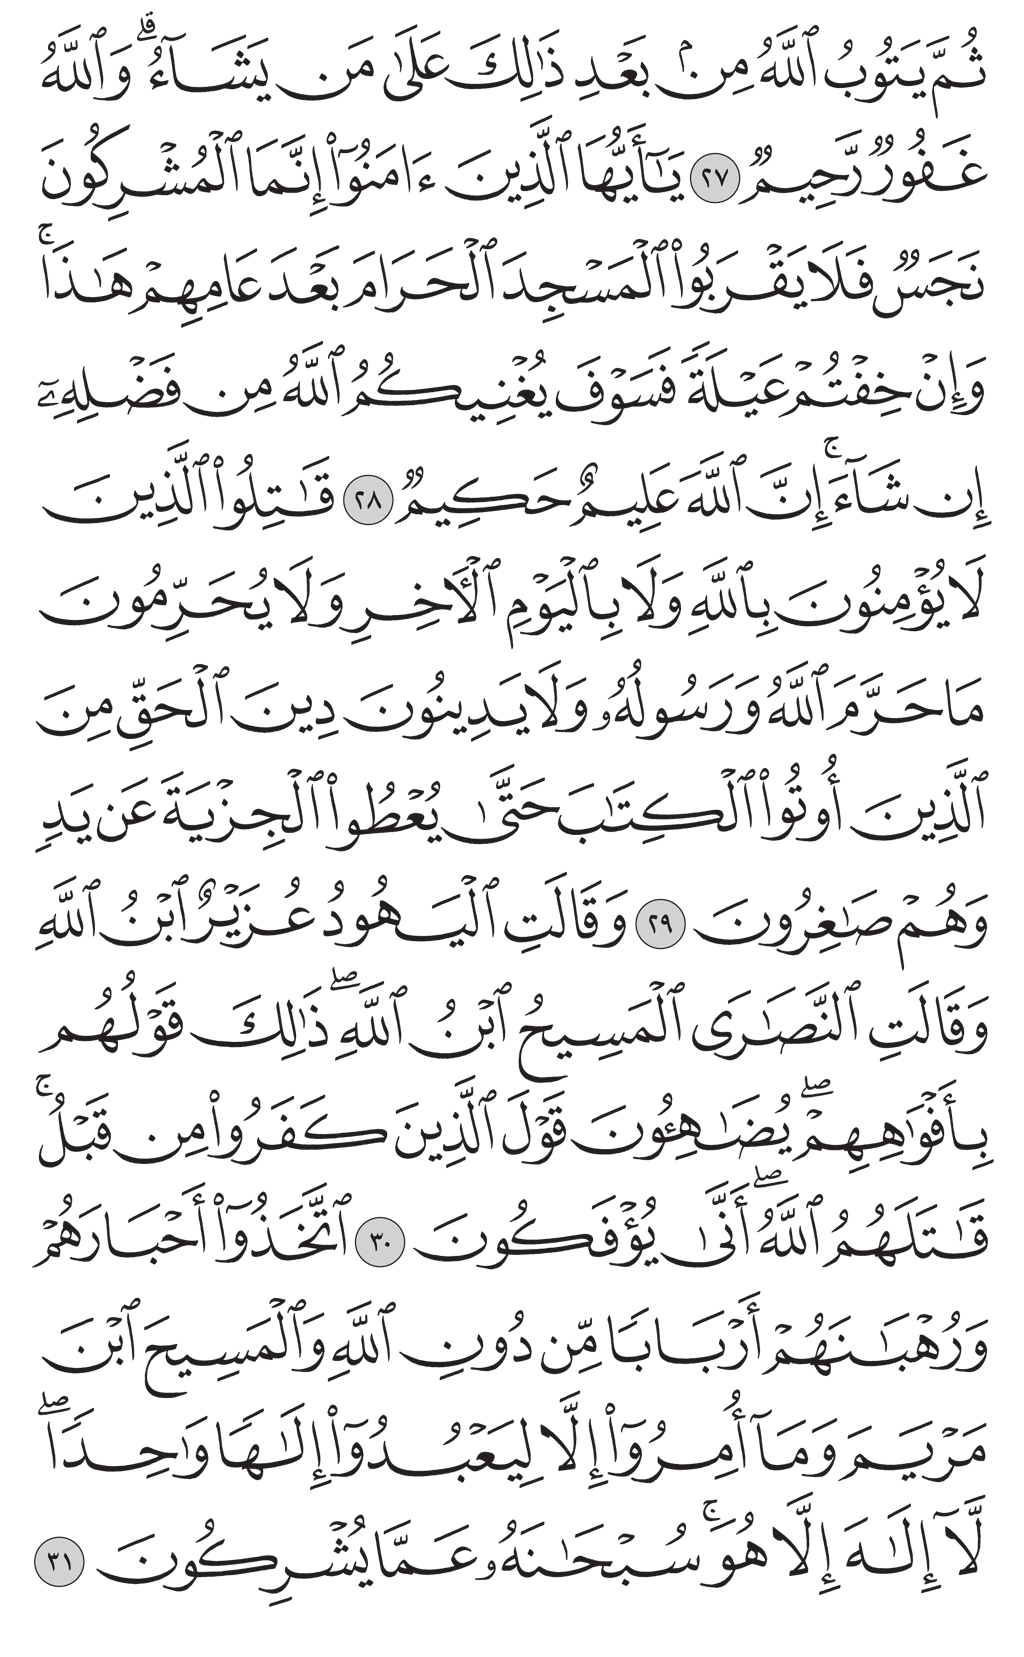 ثُمَّ يَتُوبُ ٱللَّهُ مِنۢ بَعۡدِ ذَٰلِكَ عَلَىٰ مَن يَشَآءُۗ وَٱللَّهُ
غَفُورٞ رَّحِيمٞ ٢٧ يَٰٓأَيُّهَا ٱلَّذِينَ ءَامَنُوٓاْ إِنَّمَا ٱلۡمُشۡرِكُونَ
نَجَسٞ فَلَا يَقۡرَبُواْ ٱلۡمَسۡجِدَ ٱلۡحَرَامَ بَعۡدَ عَامِهِمۡ هَٰذَاۚ
وَإِنۡ خِفۡتُمۡ عَيۡلَةٗ فَسَوۡفَ يُغۡنِيكُمُ ٱللَّهُ مِن فَضۡلِهِۦٓ
إِن شَآءَۚ إِنَّ ٱللَّهَ عَلِيمٌ حَكِيمٞ ٢٨ قَٰتِلُواْ ٱلَّذِينَ
لَا يُؤۡمِنُونَ بِٱللَّهِ وَلَا بِٱلۡيَوۡمِ ٱلۡأٓخِرِ وَلَا يُحَرِّمُونَ
مَا حَرَّمَ ٱللَّهُ وَرَسُولُهُۥ وَلَا يَدِينُونَ دِينَ ٱلۡحَقِّ مِنَ
ٱلَّذِينَ أُوتُواْ ٱلۡكِتَٰبَ حَتَّىٰ يُعۡطُواْ ٱلۡجِزۡيَةَ عَن يَدٖ
وَهُمۡ صَٰغِرُونَ ٢٩ وَقَالَتِ ٱلۡيَهُودُ عُزَيۡرٌ ٱبۡنُ ٱللَّهِ
وَقَالَتِ ٱلنَّصَٰرَى ٱلۡمَسِيحُ ٱبۡنُ ٱللَّهِۖ ذَٰلِكَ قَوۡلُهُم
بِأَفۡوَٰهِهِمۡۖ يُضَٰهِـُٔونَ قَوۡلَ ٱلَّذِينَ كَفَرُواْ مِن قَبۡلُۚ
قَٰتَلَهُمُ ٱللَّهُۖ أَنَّىٰ يُؤۡفَكُونَ ٣٠ ٱتَّخَذُوٓاْ أَحۡبَارَهُمۡ
وَرُهۡبَٰنَهُمۡ أَرۡبَابٗا مِّن دُونِ ٱللَّهِ وَٱلۡمَسِيحَ ٱبۡنَ
مَرۡيَمَ وَمَآ أُمِرُوٓاْ إِلَّا لِيَعۡبُدُوٓاْ إِلَٰهٗا وَٰحِدٗاۖ
لَّآ إِلَٰهَ إِلَّا هُوَۚ سُبۡحَٰنَهُۥ عَمَّا يُشۡرِكُونَ ٣١